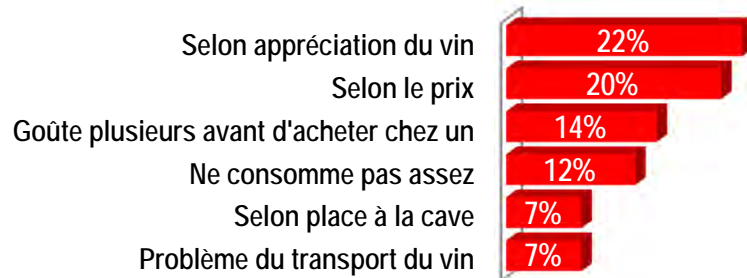 Selon appréciation du vin 22%
Selon le prix 20%
Goûte plusieurs avant d'acheter chez un 14%
Ne consomme pas assez 12%
Selon place à la cave 7%
Problème du transport du vin 7%